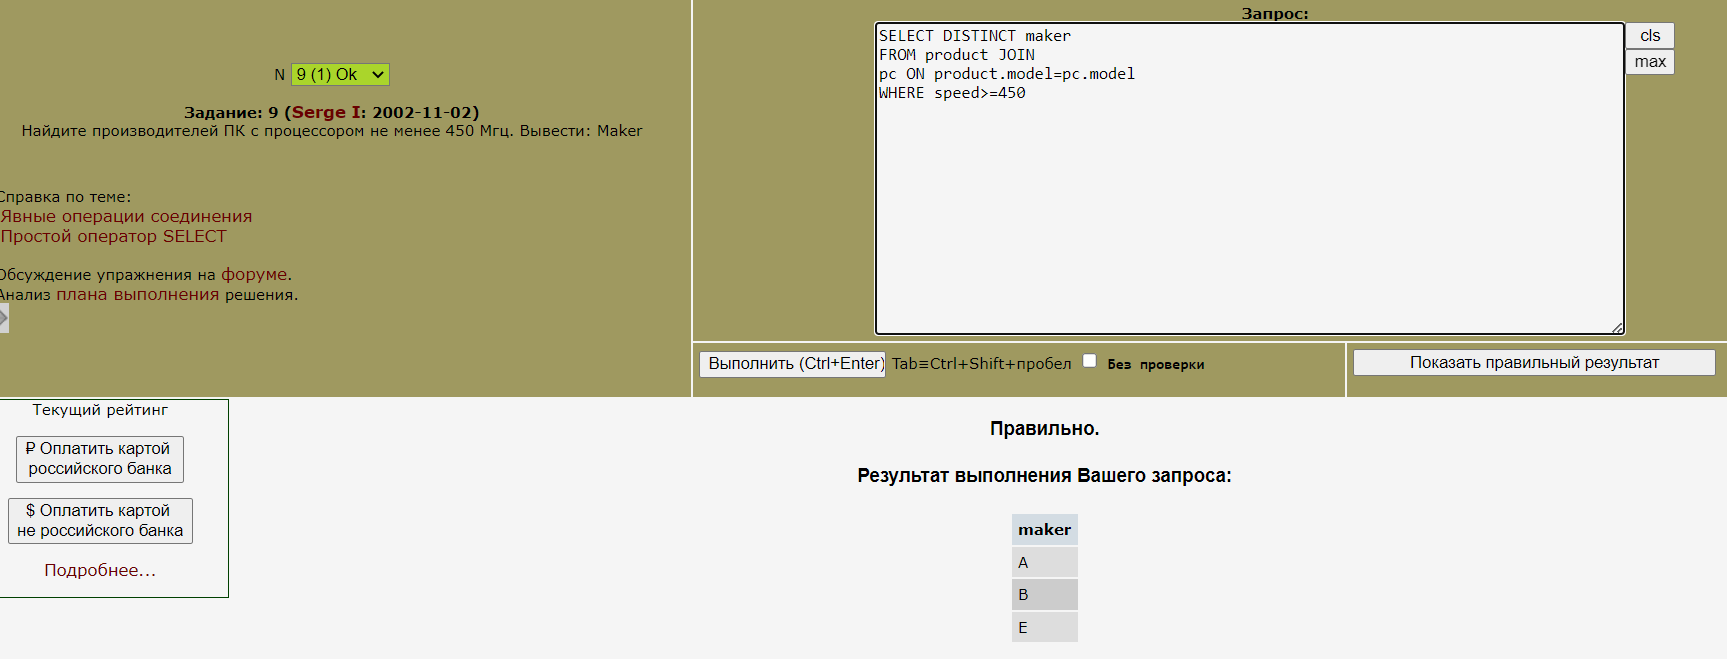 N 9 (1) Ok
Задание: 9 (Serge I: 2002-11-02)
Найдите производителей ПК с процессором не менее 450 Мгц. Вывести: Maker
Справка по теме:
Явные операции соединения
Простой оператор SELECT
Обсуждение упражнения на форуме.
Анализ плана выполнения решения.
Запрос:
SELECT DISTINCT maker
FROM product JOIN
pc ON product.model=pc.model
WHERE speed>=450
cls
max
Выполнить (Ctrl+Enter) Tab≡Ctrl+Shift+пробел Без проверки
Показать правильный результат
Текущий рейтинг
₽ Оплатить картой
российского банка
$ Оплатить картой
не российского банка
Подробнее...
Правильно.
Результат выполнения Вашего запроса:
maker
A
B
E